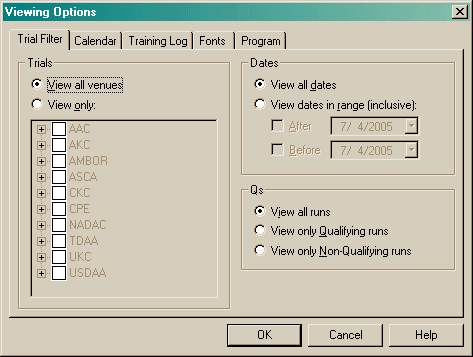 Viewing Options
Trial Filter Calendar Training Log Fonts Program
Trials
View all venues
View only:
AAC
AKC
AMBOR
ASCA
CKC
CPE
NADAC
TDAA
UKC
USDAA
Dates
View all dates
View dates in range (inclusive):
After 7/ 4/2005
Before 7/ 4/2005
Qs
View all runs
View only Qualifying runs
View only Non-Qualifying runs
OK Cancel Help